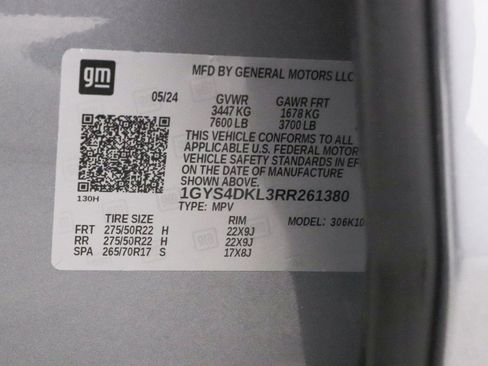 gm
MFD BY GENERAL MOTORS LLC
05/24 GVWR GAWR FRT
3447 KG 1678 KG
7600 LB 3700 LB
THIS VEHICLE CONFORMS TO AL
APPLICABLE U.S. FEDERAL MOTOR
VEHICLE SAFETY STANDARDS IN EF
ON THE DATE OF MANUFACTURE
SHOWN ABOVE.
130H 1GYS4DKL3RR261380
TYPE: MPV MODEL: 306K10
TIRE SIZE RIM
FRT 275/50R22 H 22X9J
RR 275/50R22 H 22X9J
SPA 265/70R17 S 17X8J